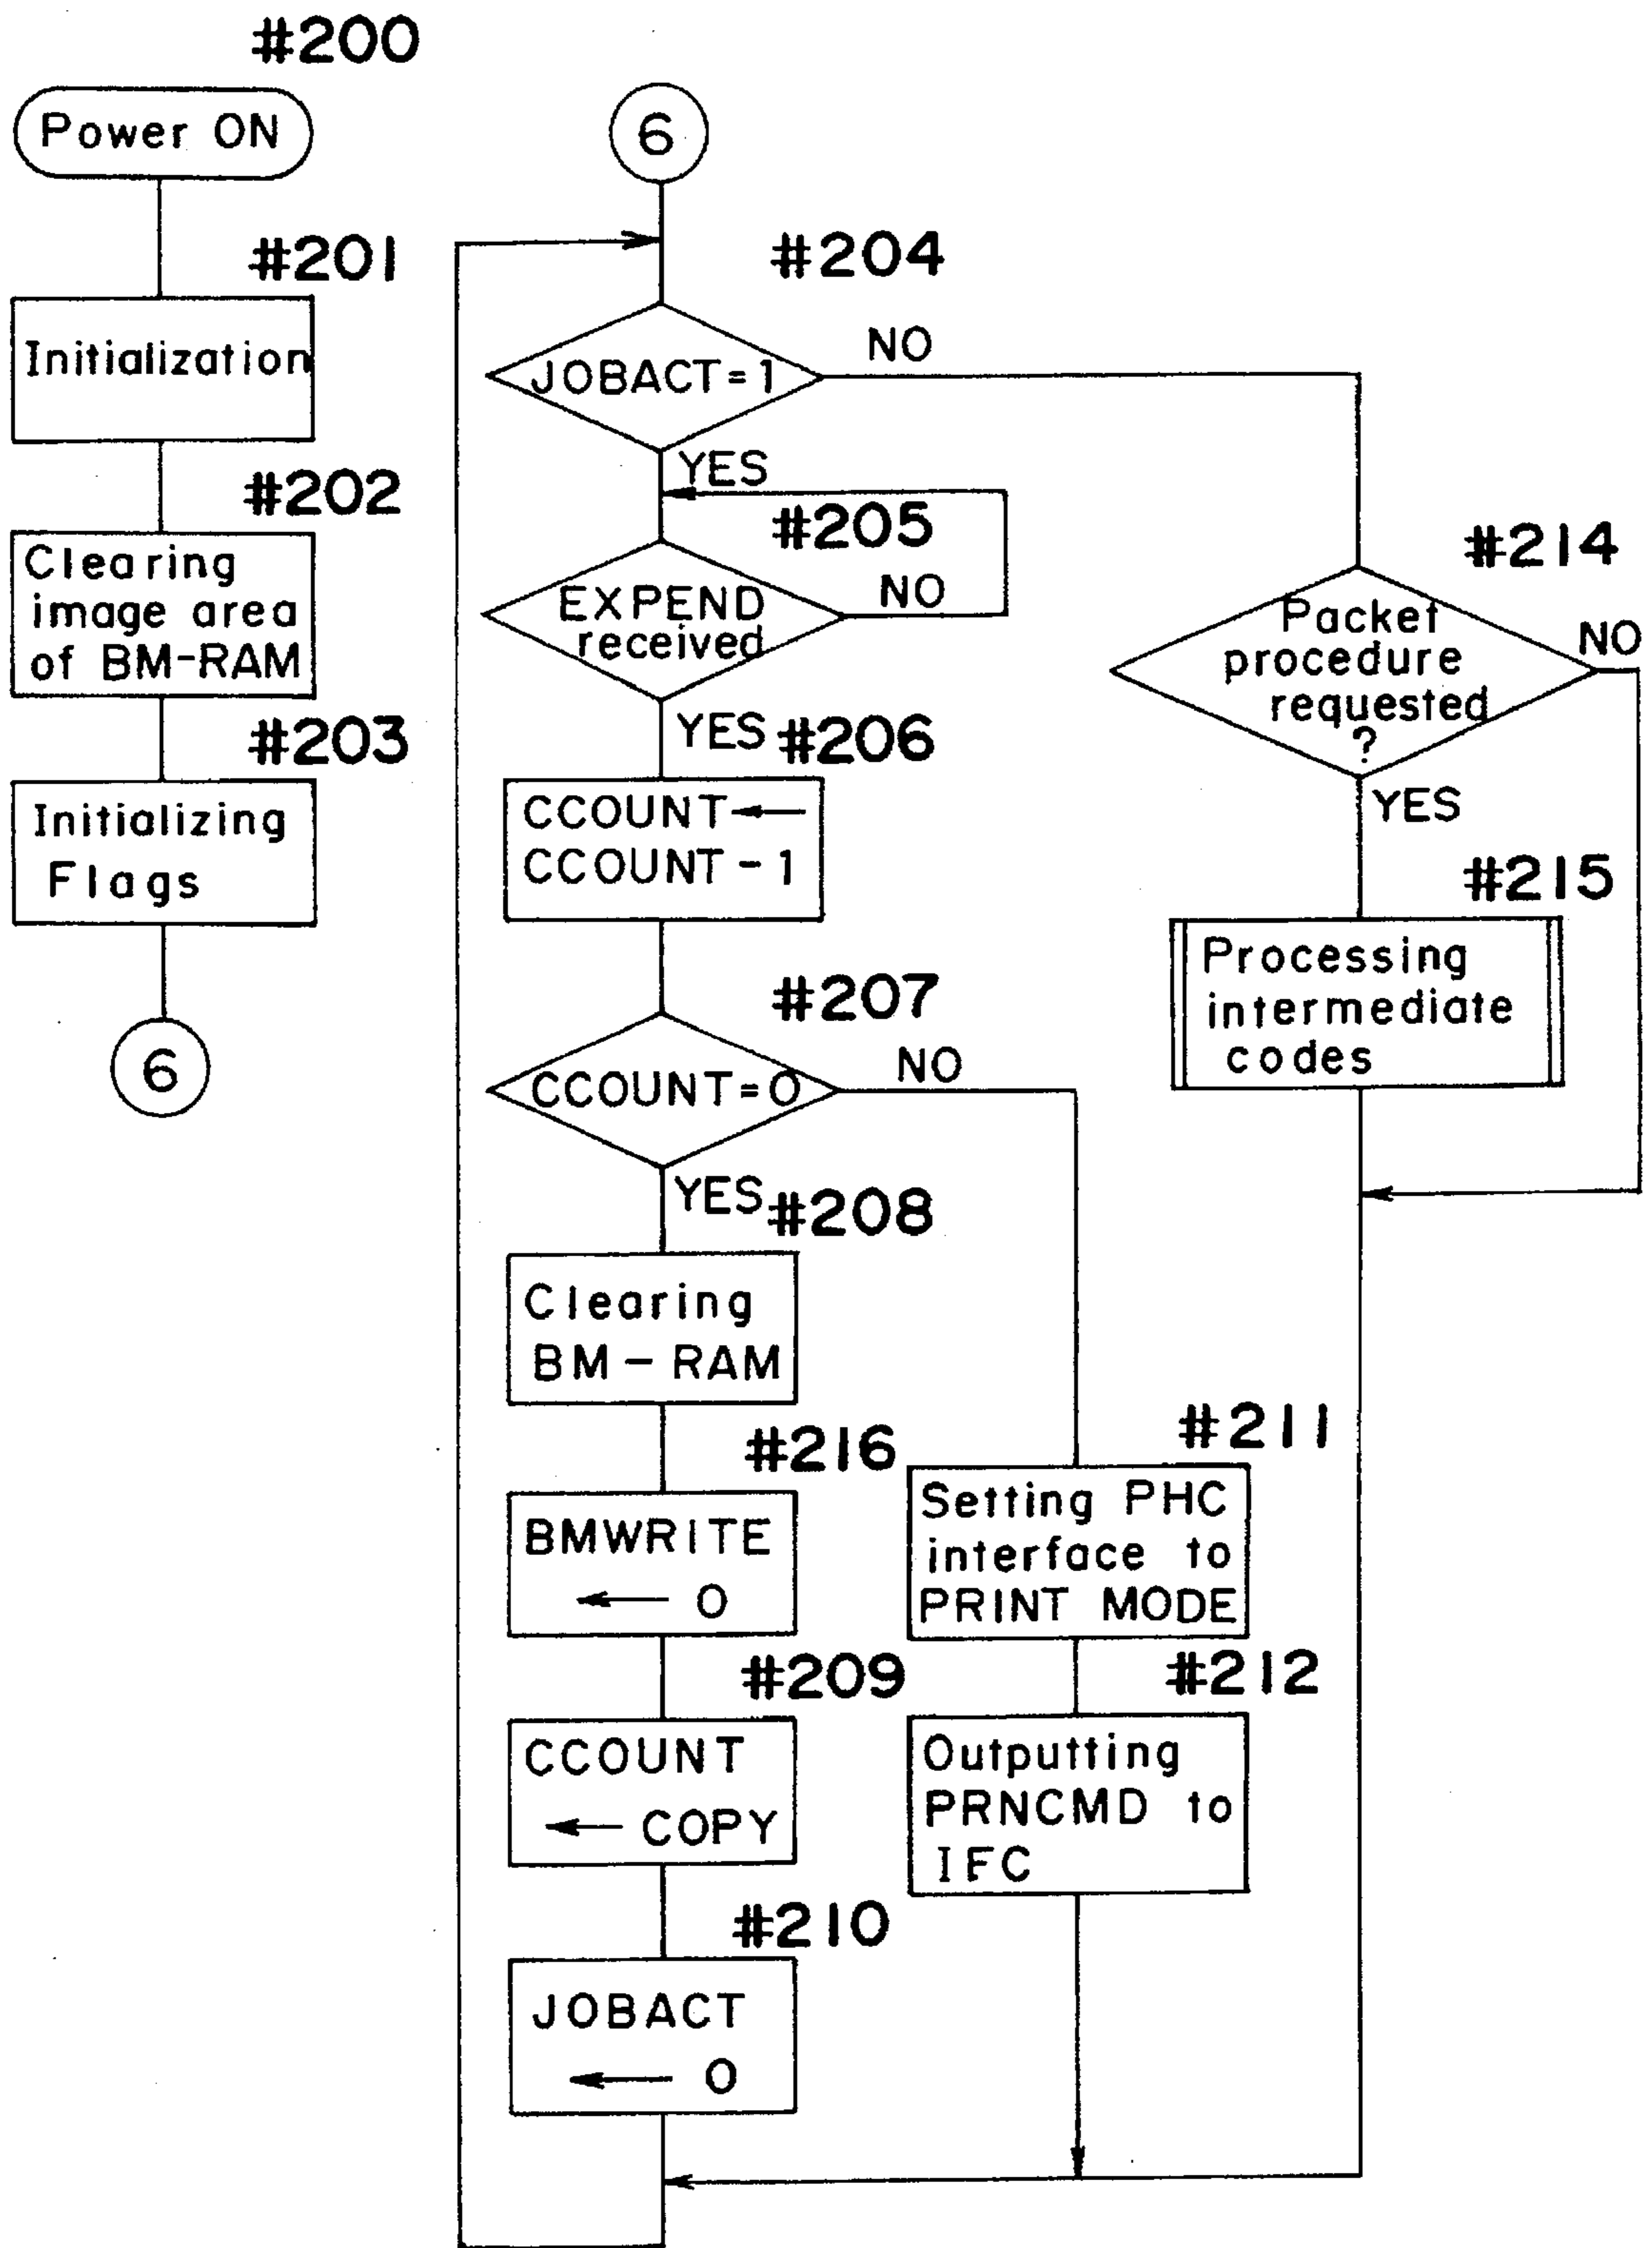 #200
Power ON
#201
Initialization
#202
Clearing
image area
of BM-RAM
#203
Initializing
Flags
6
6
#204
JOBACT=1
NO
YES
#205
EXPEND
received
NO
YES
#206
CCOUNT←
CCOUNT-1
#207
CCOUNT=0
NO
YES
#208
Clearing
BM-RAM
#216
BMWRITE
← 0
#209
CCOUNT
← COPY
#210
JOBACT
← 0
#211
Setting PHC
interface to
PRINT MODE
#212
Outputting
PRNCMD to
IFC
#214
Packet
procedure
requested
?
NO
YES
#215
Processing
intermediate
codes